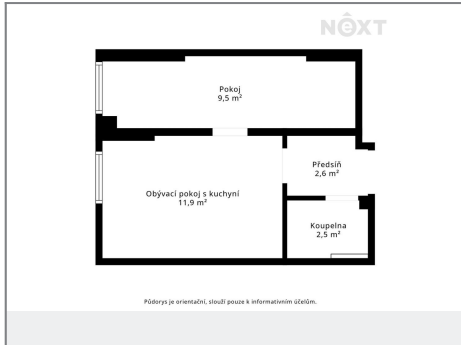 NEXT
Pokoj
9,5 m²
Předsíň
2,6 m²
Obývací pokoj s kuchyní
11,9 m²
Koupelna
2,5 m²
Půdorys je orientační, slouží pouze k informativním účelům.